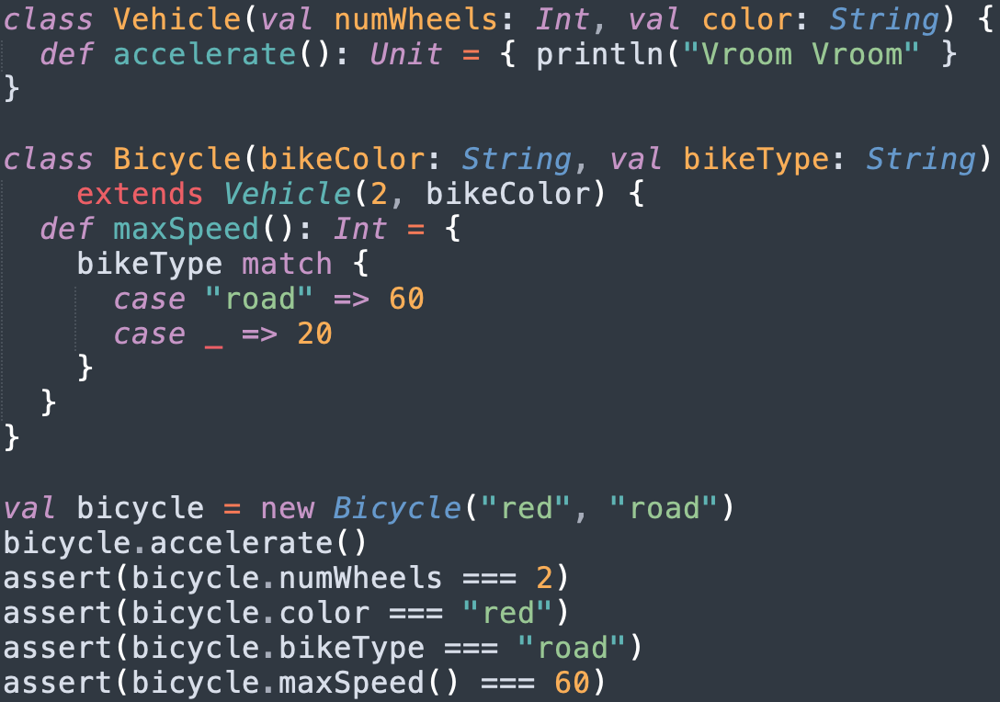 class Vehicle(val numWheels: Int, val color: String) {
  def accelerate(): Unit = { println("Vroom Vroom" }
}

class Bicycle(bikeColor: String, val bikeType: String)
    extends Vehicle(2, bikeColor) {
  def maxSpeed(): Int = {
    bikeType match {
      case "road" => 60
      case _ => 20
    }
  }
}

val bicycle = new Bicycle("red", "road")
bicycle.accelerate()
assert(bicycle.numWheels === 2)
assert(bicycle.color === "red")
assert(bicycle.bikeType === "road")
assert(bicycle.maxSpeed() === 60)